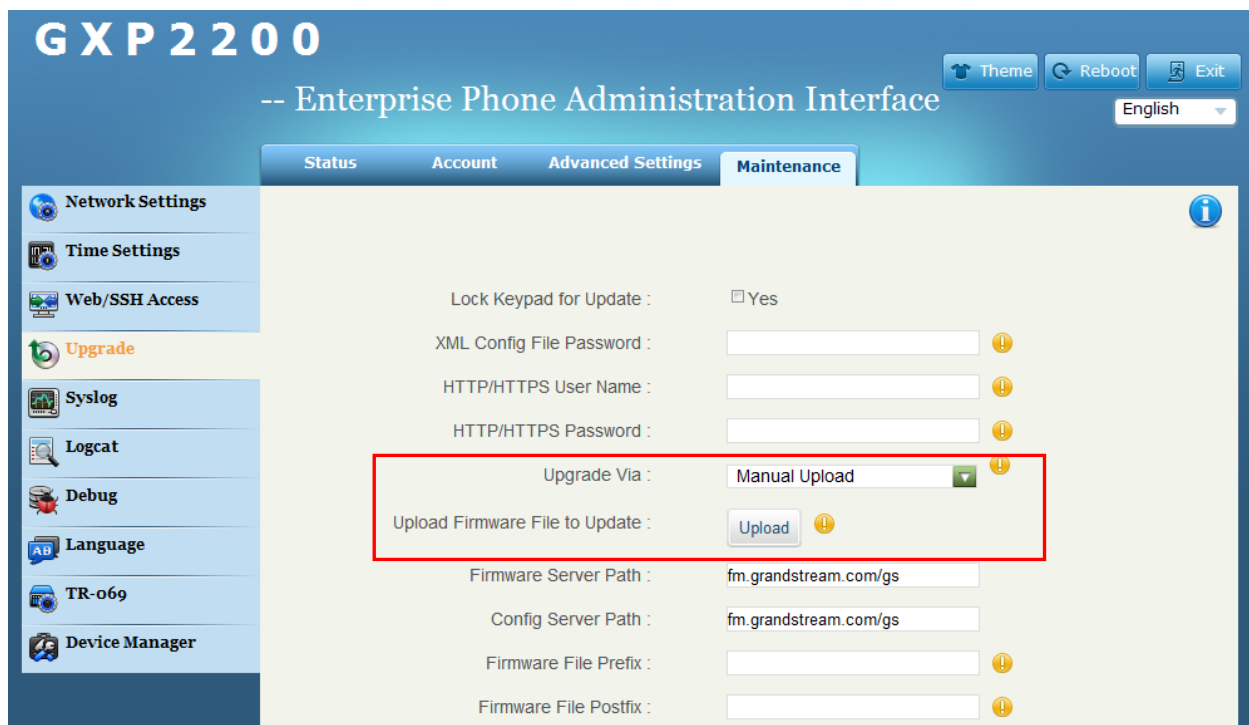 GXP2200
-- Enterprise Phone Administration Interface
Theme
Reboot
Exit
English
Status
Account
Advanced Settings
Maintenance
Network Settings
Time Settings
Web/SSH Access
Upgrade
Syslog
Logcat
Debug
Language
TR-069
Device Manager
Lock Keypad for Update : Yes
XML Config File Password :
HTTP/HTTPS User Name :
HTTP/HTTPS Password :
Upgrade Via : Manual Upload
Upload Firmware File to Update : Upload
Firmware Server Path : fm.grandstream.com/gs
Config Server Path : fm.grandstream.com/gs
Firmware File Prefix :
Firmware File Postfix :